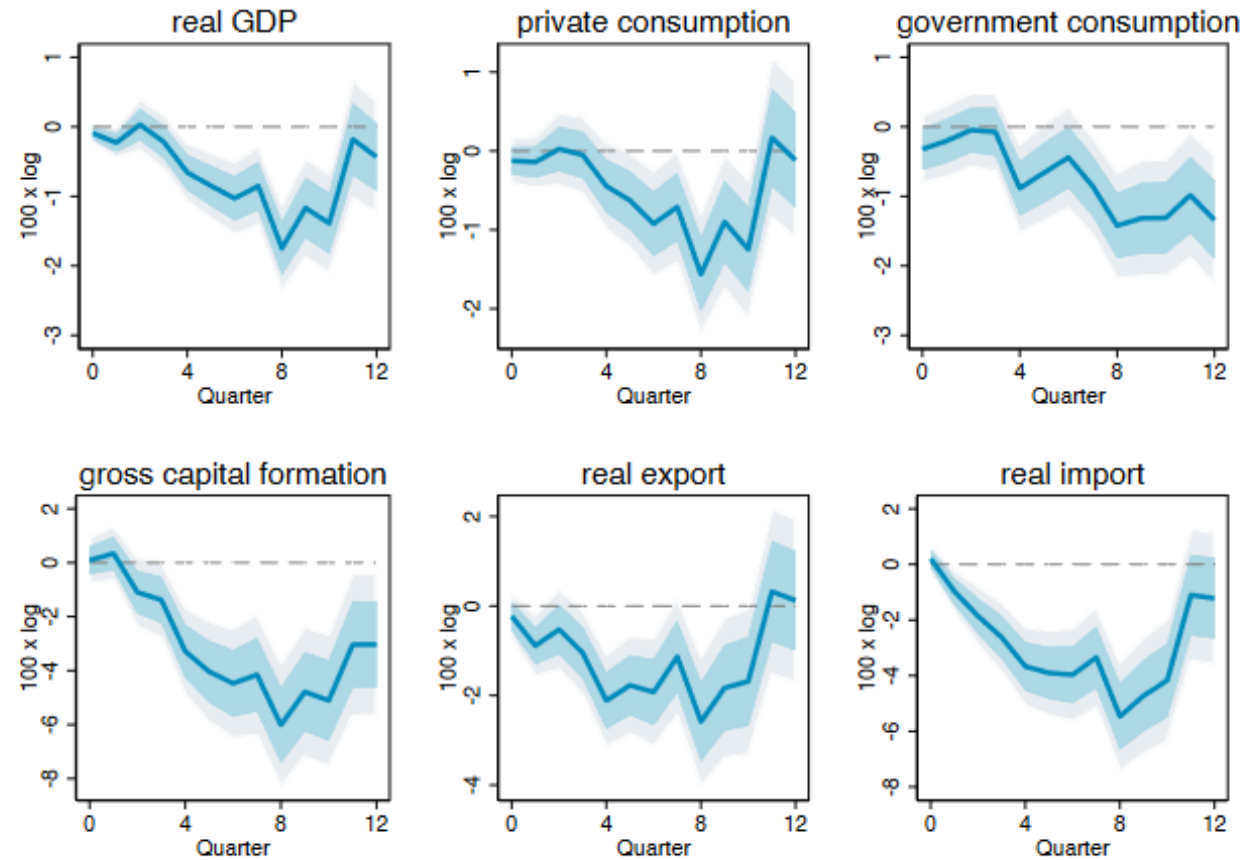 real GDP
private consumption
government consumption
1
0
-1
-2
-3
100 x log
0 4 8 12
Quarter
1
0
-1
-2
100 x log
0 4 8 12
Quarter
1
0
-1
-2
-3
100 x log
0 4 8 12
Quarter
gross capital formation
real export
real import
2
0
-2
-4
-6
-8
100 x log
0 4 8 12
Quarter
2
0
-2
-4
100 x log
0 4 8 12
Quarter
2
0
-2
-4
-6
-8
100 x log
0 4 8 12
Quarter